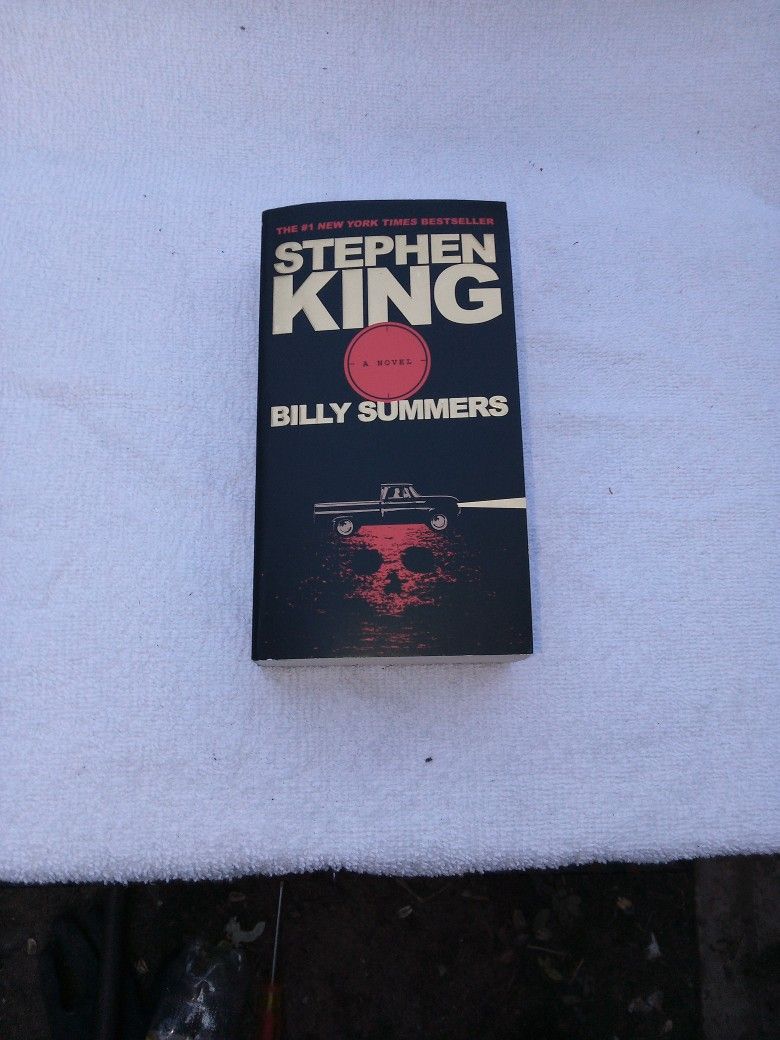 THE #1 NEW YORK TIMES BESTSELLER
STEPHEN
KING
A NOVEL
BILLY SUMMERS